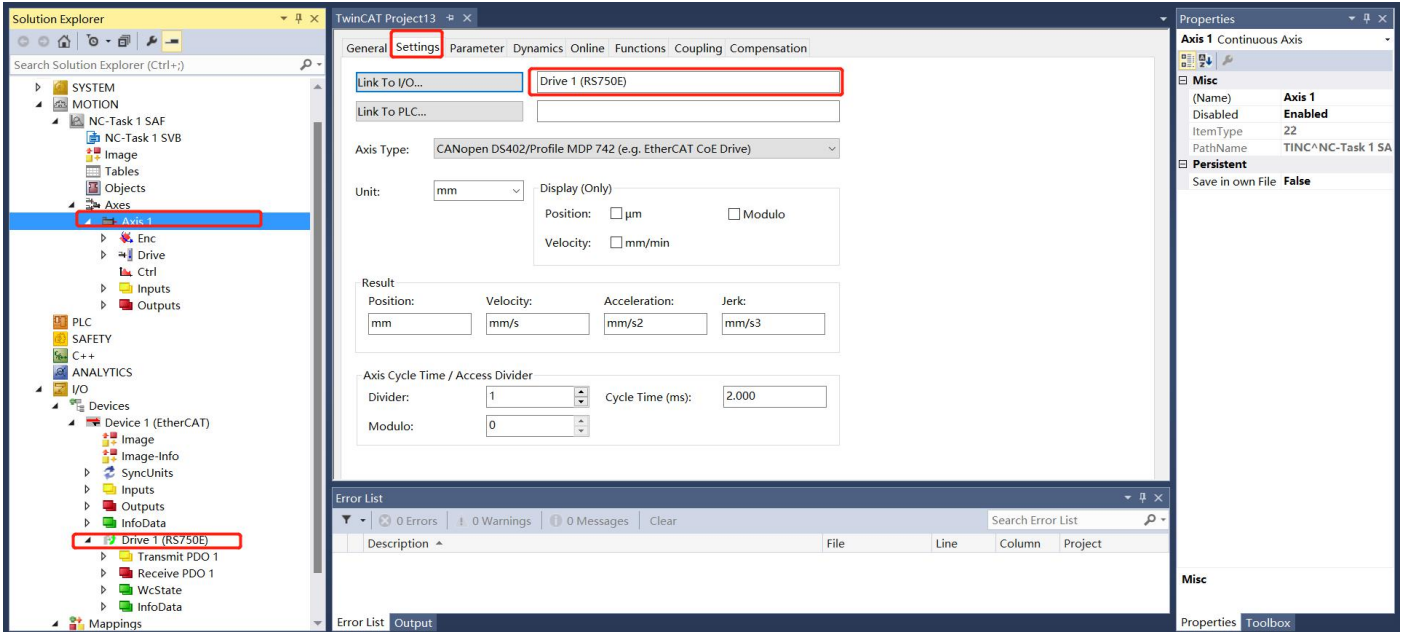 Solution Explorer
Search Solution Explorer (Ctrl+;)
SYSTEM
MOTION
NC-Task 1 SAF
NC-Task 1 SVB
Image
Tables
Objects
Axes
Axis 1
Enc
Drive
Ctrl
Inputs
Outputs
PLC
SAFETY
C++
ANALYTICS
I/O
Devices
Device 1 (EtherCAT)
Image
Image-Info
SyncUnits
Inputs
Outputs
InfoData
Drive 1 (RS750E)
Transmit PDO 1
Receive PDO 1
WcState
InfoData
Mappings
TwinCAT Project13
General Settings Parameter Dynamics Online Functions Coupling Compensation
Link To I/O... Drive 1 (RS750E)
Link To PLC...
Axis Type: CANopen DS402/Profile MDP 742 (e.g. EtherCAT CoE Drive)
Unit: mm Display (Only)
Position: μm Modulo
Velocity: mm/min
Result
Position: Velocity: Acceleration: Jerk:
mm mm/s mm/s2 mm/s3
Axis Cycle Time / Access Divider
Divider: 1 Cycle Time (ms): 2.000
Modulo: 0
Error List
0 Errors 0 Warnings 0 Messages Clear Search Error List
Description File Line Column Project
Error List Output
Properties
Axis 1 Continuous Axis
Misc
(Name) Axis 1
Disabled Enabled
ItemType 22
PathName TINC^NC-Task 1 SA
Persistent
Save in own File False
Misc
Properties Toolbox